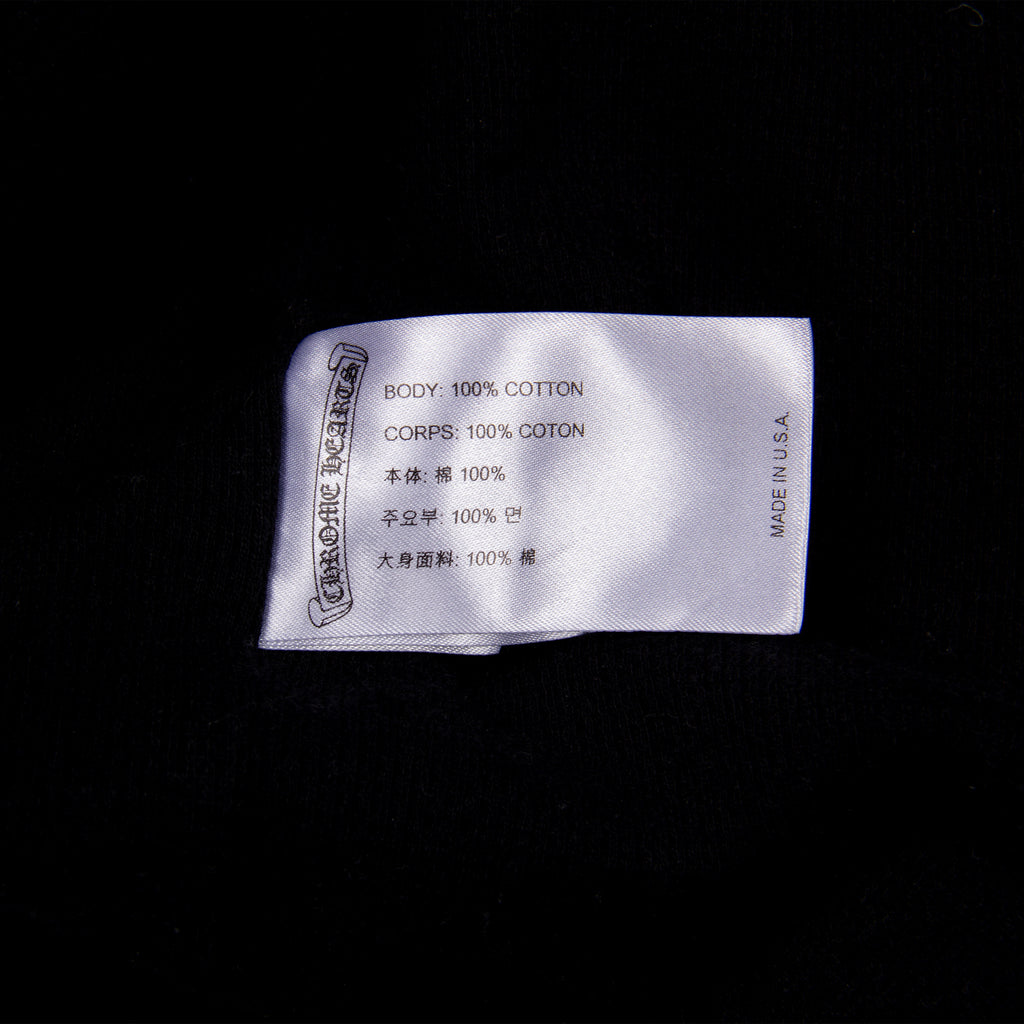 CHROME HEARTS
BODY: 100% COTTON
CORPS: 100% COTON
本体: 棉 100%
주요부: 100% 면
大身面料: 100% 棉
MADE IN U.S.A.